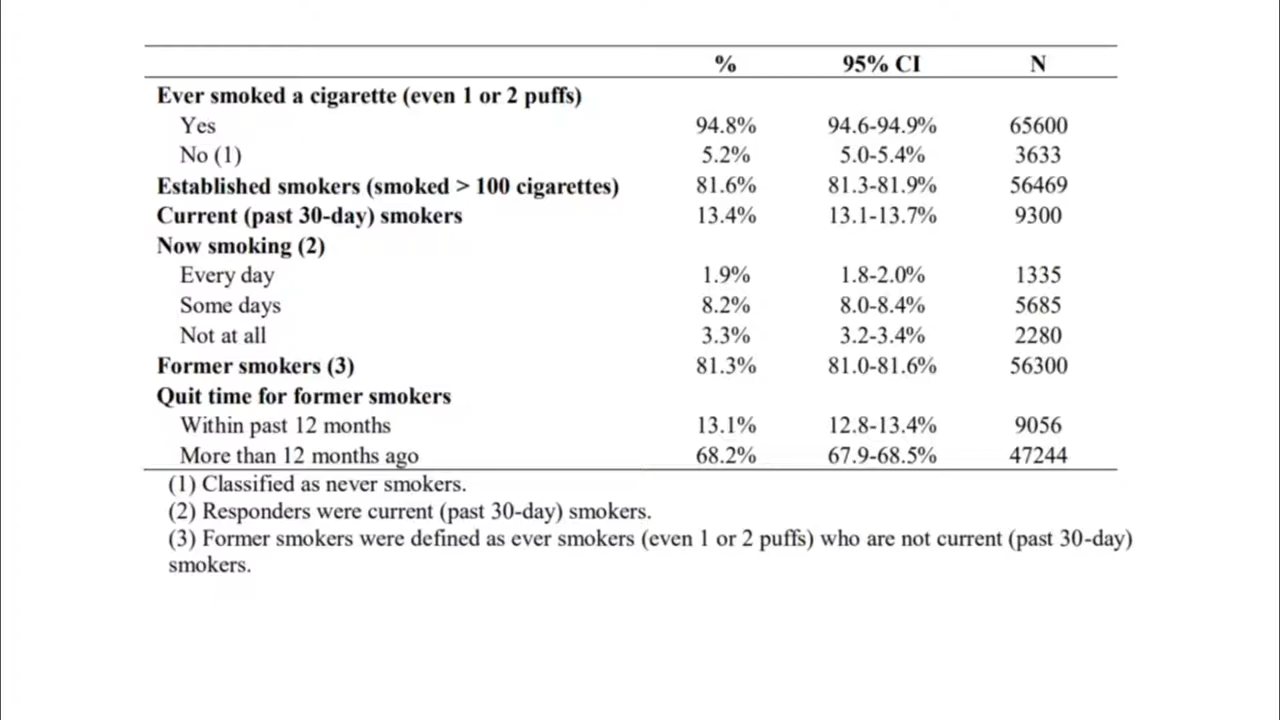 % 95% CI N
Ever smoked a cigarette (even 1 or 2 puffs)
Yes 94.8% 94.6-94.9% 65600
No (1) 5.2% 5.0-5.4% 3633
Established smokers (smoked > 100 cigarettes) 81.6% 81.3-81.9% 56469
Current (past 30-day) smokers 13.4% 13.1-13.7% 9300
Now smoking (2)
Every day 1.9% 1.8-2.0% 1335
Some days 8.2% 8.0-8.4% 5685
Not at all 3.3% 3.2-3.4% 2280
Former smokers (3) 81.3% 81.0-81.6% 56300
Quit time for former smokers
Within past 12 months 13.1% 12.8-13.4% 9056
More than 12 months ago 68.2% 67.9-68.5% 47244
(1) Classified as never smokers.
(2) Responders were current (past 30-day) smokers.
(3) Former smokers were defined as ever smokers (even 1 or 2 puffs) who are not current (past 30-day)
smokers.